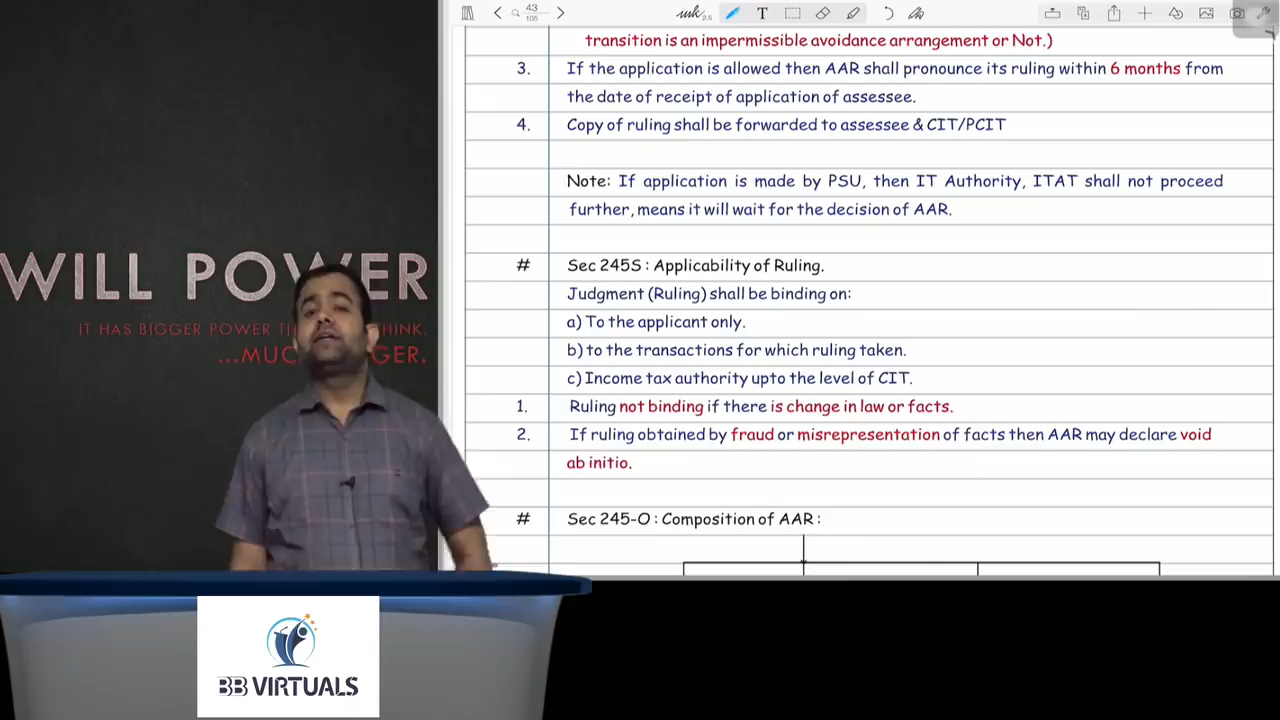 43
105
2.5
T
transition is an impermissible avoidance arrangement or Not.)
3. If the application is allowed then AAR shall pronounce its ruling within 6 months from
the date of receipt of application of assessee.
4. Copy of ruling shall be forwarded to assessee & CIT/PCIT
Note: If application is made by PSU, then IT Authority, ITAT shall not proceed
further, means it will wait for the decision of AAR.
# Sec 245S : Applicability of Ruling.
Judgment (Ruling) shall be binding on:
a) To the applicant only.
b) to the transactions for which ruling taken.
c) Income tax authority upto the level of CIT.
1. Ruling not binding if there is change in law or facts.
2. If ruling obtained by fraud or misrepresentation of facts then AAR may declare void
ab initio.
# Sec 245-O : Composition of AAR :
WILL POWER
IT HAS BIGGER POWER THINK.
...MUC GER.
BB VIRTUALS